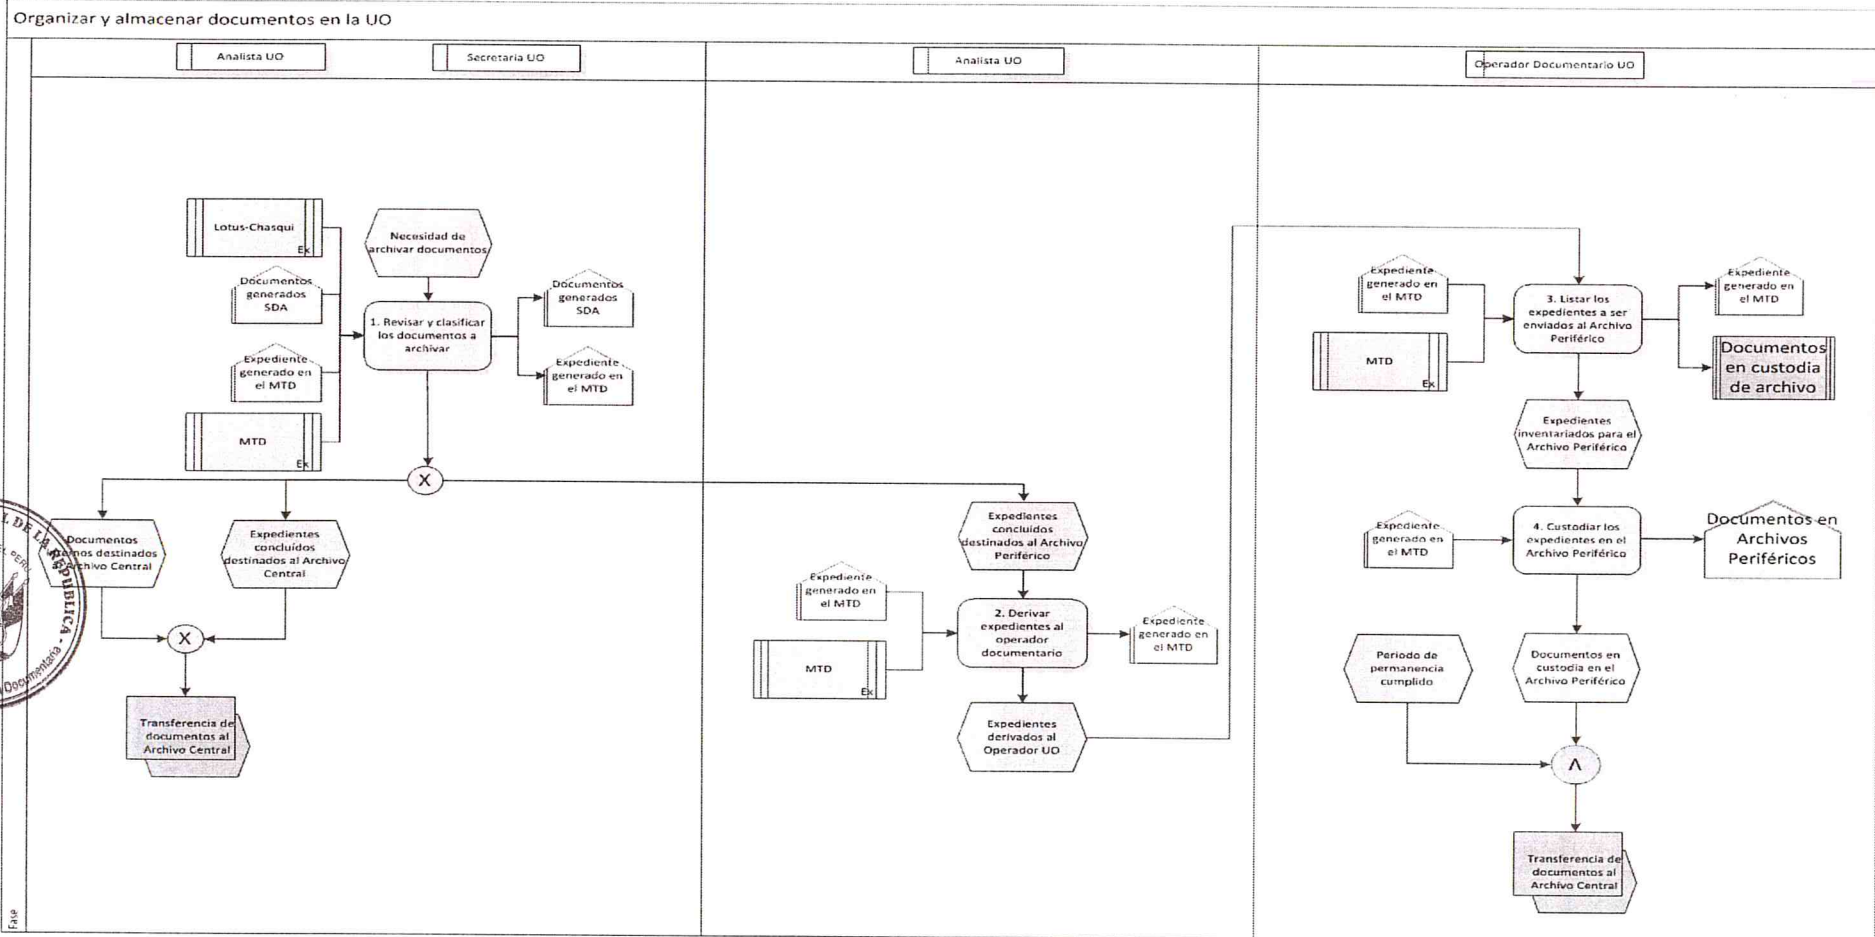 Organizar y almacenar documentos en la UO
Analista UO
Secretaria UO
Analista UO
Operador Documentario UO
Lotus-Chasqui
Ex
Necesidad de
archivar documentos
Documentos
generados
SDA
Expediente
generado en
el MTD
MTD
Ex
1. Revisar y clasificar
los documentos a
archivar
Documentos
generados
SDA
Expediente
generado en
el MTD
X
Documentos
destinados
Archivo Central
Expedientes
concluídos
destinados al Archivo
Central
X
Transferencia de
documentos al
Archivo Central
Expedientes
concluídos
destinados al Archivo
Periférico
Expediente
generado en
el MTD
MTD
Ex
2. Derivar
expedientes al
operador
documentario
Expediente
generado en
el MTD
Expedientes
derivados al
Operador UO
Expediente
generado en
el MTD
MTD
Ex
3. Listar los
expedientes a ser
enviados al Archivo
Periférico
Expediente
generado en
el MTD
Documentos
en custodia
de archivo
Expedientes
inventariados para el
Archivo Periférico
Expediente
generado en
el MTD
4. Custodiar los
expedientes en el
Archivo Periférico
Documentos en
Archivos
Periféricos
Periodo de
permanencia
cumplido
Documentos en
custodia en el
Archivo Periférico
Λ
Transferencia de
documentos al
Archivo Central
Fase
DE LA REPUBLICA -
Documentaria -